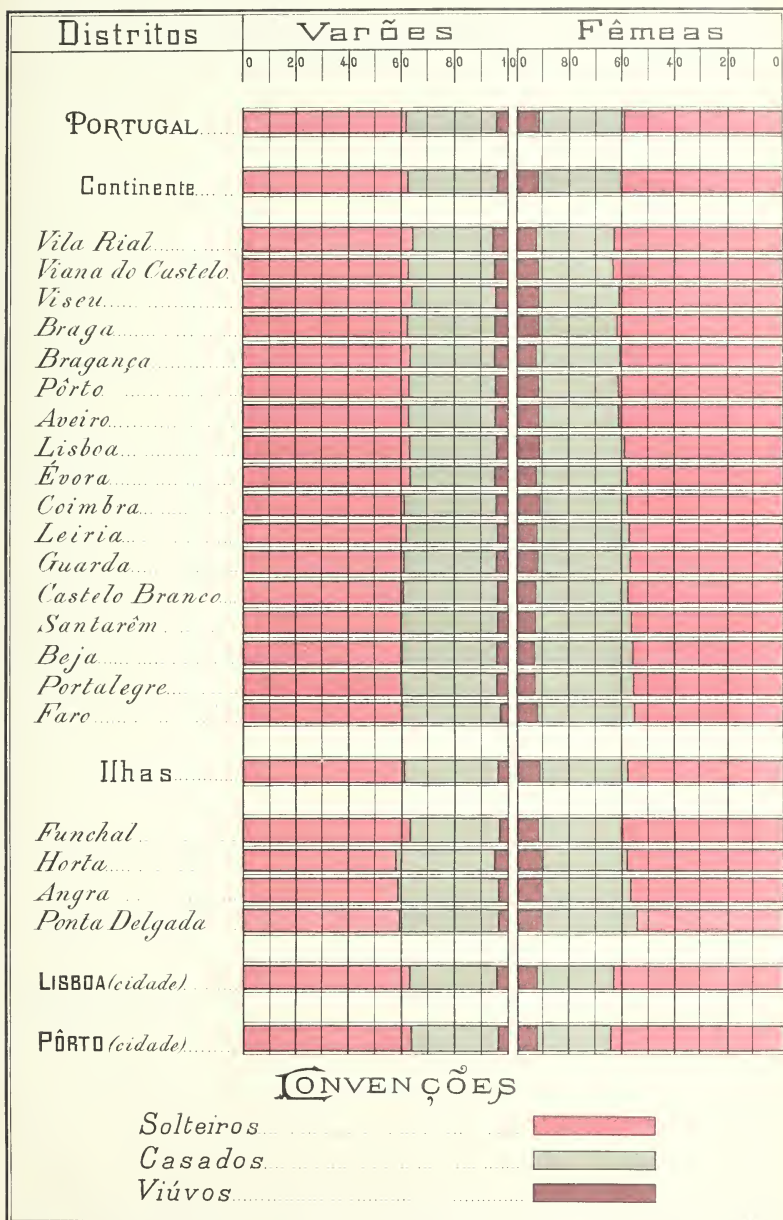 Distritos Varões Fêmeas
0 20 40 60 80 100 80 60 40 20 0
PORTUGAL
Continente
Vila Rial
Viana do Castelo
Viseu
Braga
Bragança
Pôrto
Aveiro
Lisboa
Évora
Coimbra
Leiria
Guarda
Castelo Branco
Santarêm
Beja
Portalegre
Faro
Ilhas
Funchal
Horta
Angra
Ponta Delgada
LISBOA (cidade)
PÔRTO (cidade)
CONVENÇÕES
Solteiros
Casados
Viúvos